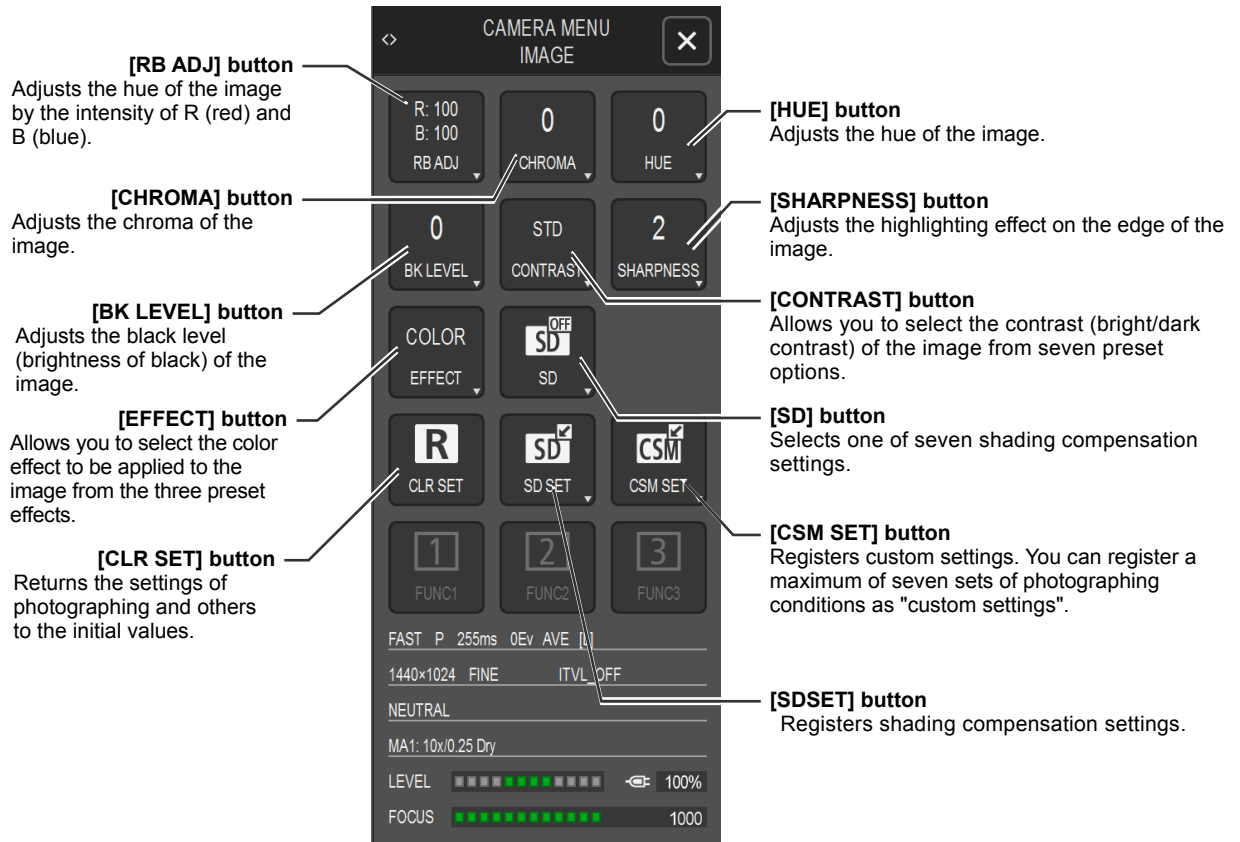 [RB ADJ] button
Adjusts the hue of the image
by the intensity of R (red) and
B (blue).
[CHROMA] button
Adjusts the chroma of the
image.
[BK LEVEL] button
Adjusts the black level
(brightness of black) of the
image.
[EFFECT] button
Allows you to select the color
effect to be applied to the
image from the three preset
effects.
[CLR SET] button
Returns the settings of
photographing and others
to the initial values.
CAMERA MENU
IMAGE
R: 100
B: 100
RB ADJ
0
CHROMA
0
HUE
0
BK LEVEL
STD
CONTRAST
2
SHARPNESS
COLOR
EFFECT
OFF
SD
SD
R
CLR SET
SD
SD SET
CSM
CSM SET
1
FUNC1
2
FUNC2
3
FUNC3
FAST P 255ms 0Ev AVE [L]
1440×1024 FINE ITVL_OFF
NEUTRAL
MA1: 10x/0.25 Dry
LEVEL 100%
FOCUS 1000
[HUE] button
Adjusts the hue of the image.
[SHARPNESS] button
Adjusts the highlighting effect on the edge of the
image.
[CONTRAST] button
Allows you to select the contrast (bright/dark
contrast) of the image from seven preset
options.
[SD] button
Selects one of seven shading compensation
settings.
[CSM SET] button
Registers custom settings. You can register a
maximum of seven sets of photographing
conditions as "custom settings".
[SDSET] button
Registers shading compensation settings.